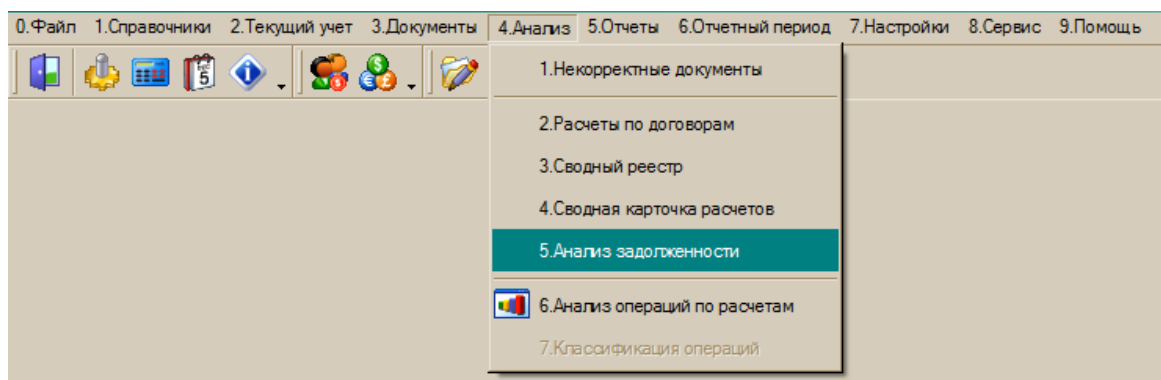 0.Файл 1.Справочники 2.Текущий учет 3.Документы 4.Анализ 5.Отчеты 6.Отчетный период 7.Настройки 8.Сервис 9.Помощь
1.Некорректные документы
2.Расчеты по договорам
3.Сводный реестр
4.Сводная карточка расчетов
5.Анализ задолженности
6.Анализ операций по расчетам
7.Классификация операций